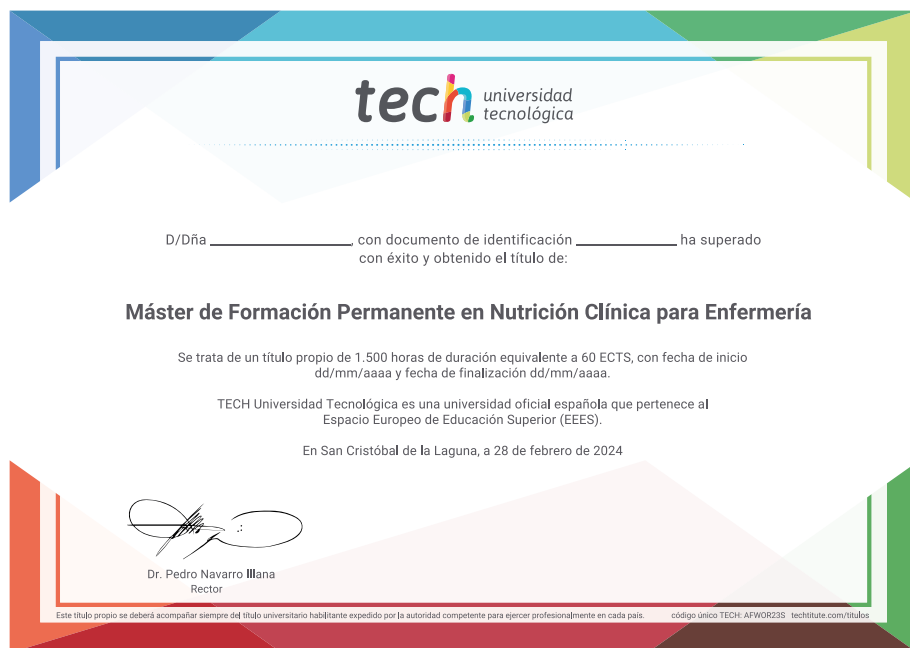 tech universidad
tecnológica
D/Dña ____________________, con documento de identificación ______________ ha superado
con éxito y obtenido el título de:
Máster de Formación Permanente en Nutrición Clínica para Enfermería
Se trata de un título propio de 1.500 horas de duración equivalente a 60 ECTS, con fecha de inicio
dd/mm/aaaa y fecha de finalización dd/mm/aaaa.
TECH Universidad Tecnológica es una universidad oficial española que pertenece al
Espacio Europeo de Educación Superior (EEES).
En San Cristóbal de la Laguna, a 28 de febrero de 2024
Dr. Pedro Navarro Illana
Rector
Este título propio se deberá acompañar siempre del título universitario habilitante expedido por la autoridad competente para ejercer profesionalmente en cada país. código único TECH: AFWOR23S techtitute.com/titulos